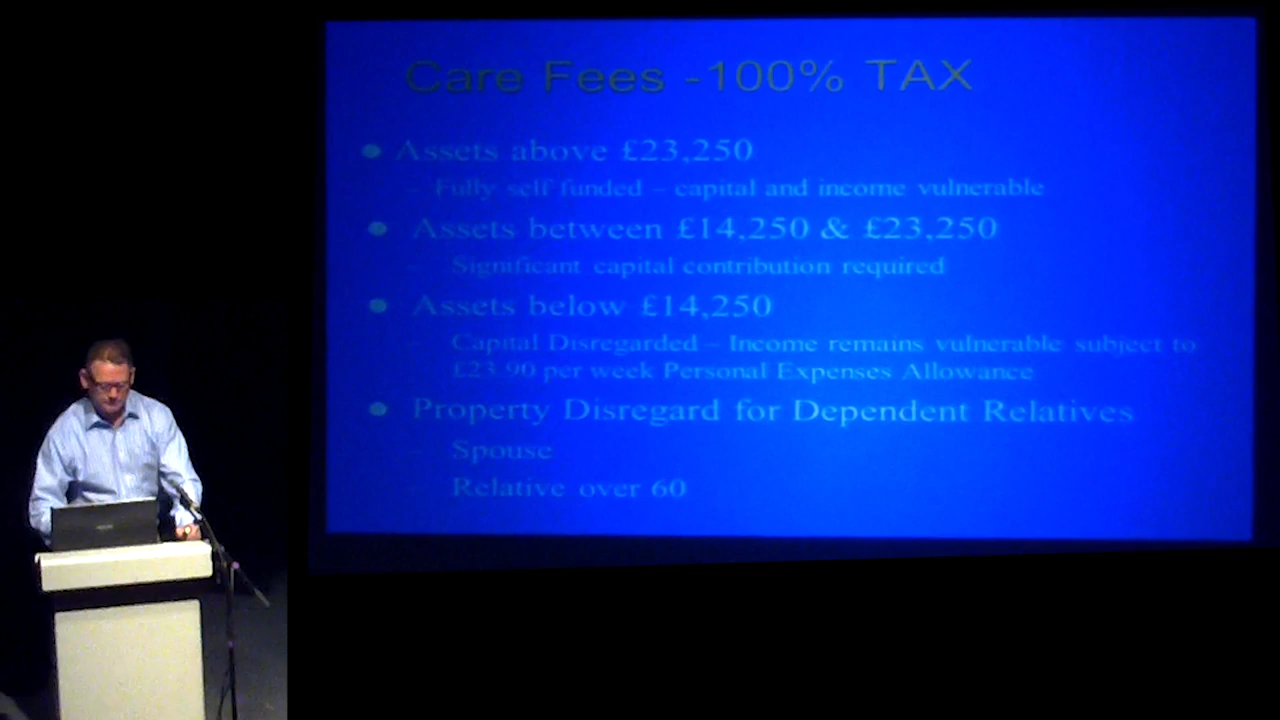 Care Fees -100% TAX
Assets above £23,250
– Fully self funded – capital and income vulnerable
Assets between £14,250 & £23,250
– Significant capital contribution required
Assets below £14,250
– Capital Disregarded – Income remains vulnerable subject to
£23.90 per week Personal Expenses Allowance
Property Disregard for Dependent Relatives
– Spouse
– Relative over 60